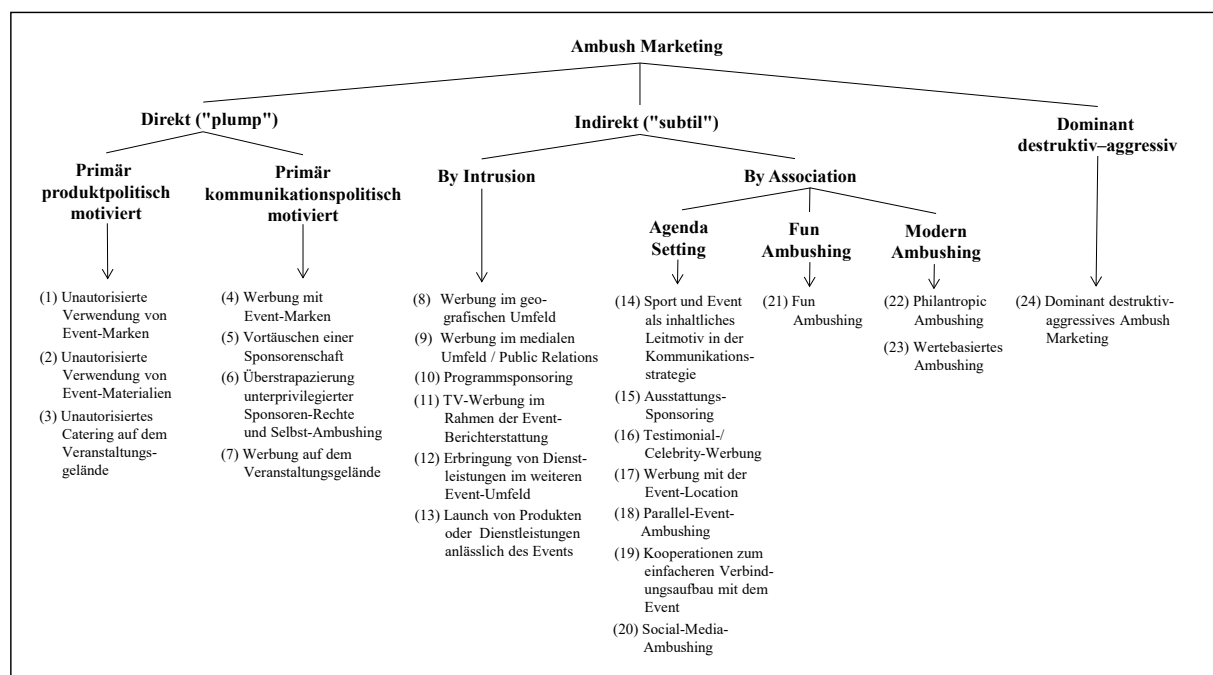 Ambush Marketing
Direkt ("plump")
Indirekt ("subtil")
Dominant
destruktiv–aggressiv
Primär
produktpolitisch
motiviert
Primär
kommunikationspolitisch
motiviert
By Intrusion
By Association
Agenda
Setting
Fun
Ambushing
Modern
Ambushing
(1) Unautorisierte
Verwendung von
Event-Marken
(2) Unautorisierte
Verwendung von
Event-Materialien
(3) Unautorisiertes
Catering auf dem
Veranstaltungs-
gelände
(4) Werbung mit
Event-Marken
(5) Vortäuschen einer
Sponsorenschaft
(6) Überstrapazierung
unterprivilegierter
Sponsoren-Rechte
und Selbst-Ambushing
(7) Werbung auf dem
Veranstaltungsgelände
(8) Werbung im geo-
grafischen Umfeld
(9) Werbung im medialen
Umfeld / Public Relations
(10) Programmsponsoring
(11) TV-Werbung im
Rahmen der Event-
Berichterstattung
(12) Erbringung von Dienst-
leistungen im weiteren
Event-Umfeld
(13) Launch von Produkten
oder Dienstleistungen
anlässlich des Events
(14) Sport und Event
als inhaltliches
Leitmotiv in der
Kommunikations-
strategie
(15) Ausstattungs-
Sponsoring
(16) Testimonial-/
Celebrity-Werbung
(17) Werbung mit der
Event-Location
(18) Parallel-Event-
Ambushing
(19) Kooperationen zum
einfacheren Verbind-
ungsaufbau mit dem
Event
(20) Social-Media-
Ambushing
(21) Fun
Ambushing
(22) Philantropic
Ambushing
(23) Wertebasiertes
Ambushing
(24) Dominant destruktiv-
aggressives Ambush
Marketing